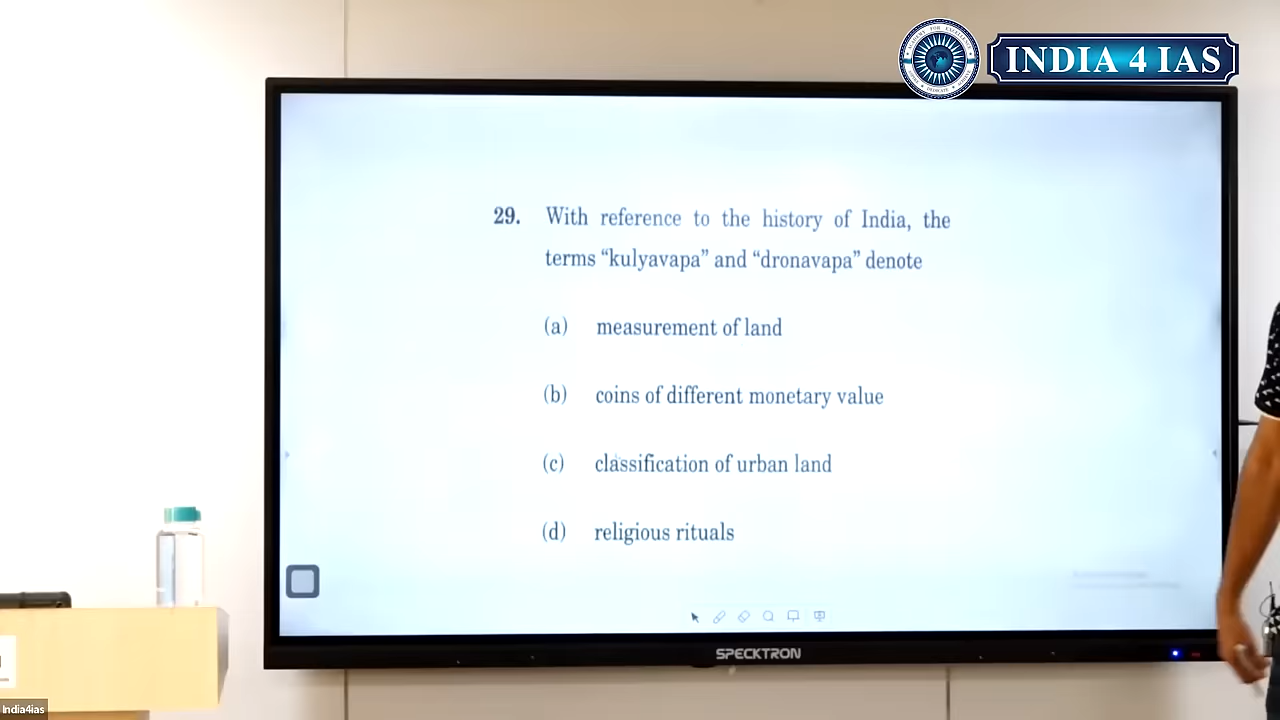 INDIA 4 IAS
29. With reference to the history of India, the
terms “kulyavapa” and “dronavapa” denote
(a) measurement of land
(b) coins of different monetary value
(c) classification of urban land
(d) religious rituals
SPECKTRON
India4ias